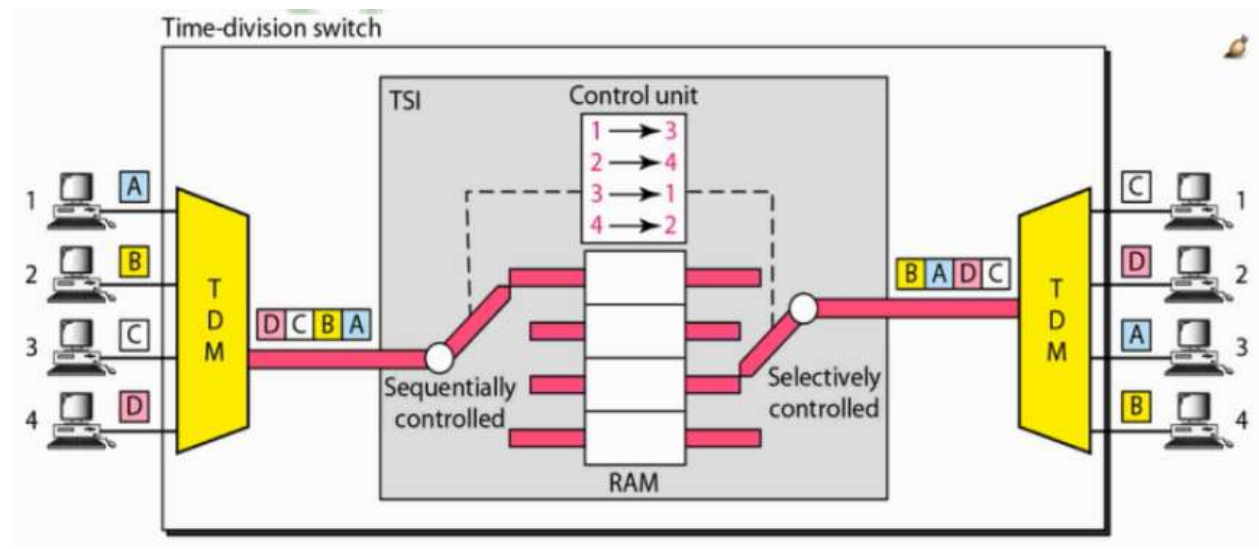 Time-division switch
TSI
Control unit
1 → 3
2 → 4
3 → 1
4 → 2
1
A
2
B
3
C
4
D
T
D
M
D C B A
Sequentially
controlled
RAM
Selectively
controlled
B A D C
T
D
M
C
1
D
2
A
3
B
4